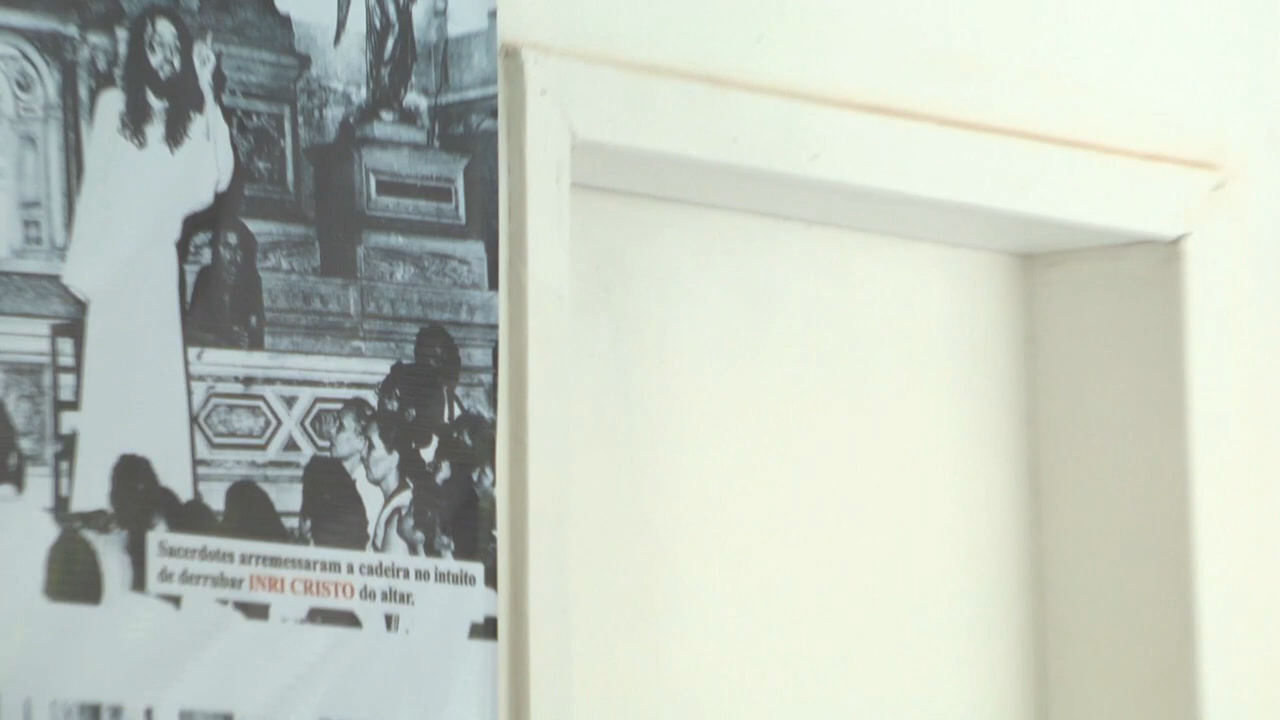 Sacerdotes arremessaram a cadeira no intuito
de derrubar INRI CRISTO do altar.